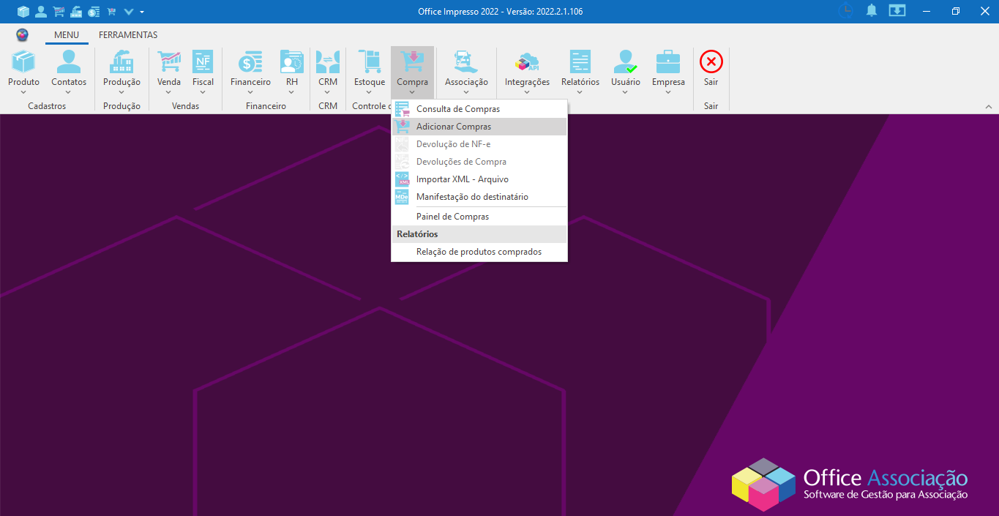 Office Impresso 2022 - Versão: 2022.2.1.106
MENU FERRAMENTAS
NF
API
Produto Contatos Produção Venda Fiscal Financeiro RH CRM Estoque Compra Associação Integrações Relatórios Usuário Empresa Sair
Cadastros Produção Vendas Financeiro CRM Controle Sair
Consulta de Compras
Adicionar Compras
Devolução de NF-e
Devoluções de Compra
XML
Importar XML - Arquivo
MDe
Manifestação do destinatário
Painel de Compras
Relatórios
Relação de produtos comprados
Office Associação
Software de Gestão para Associação